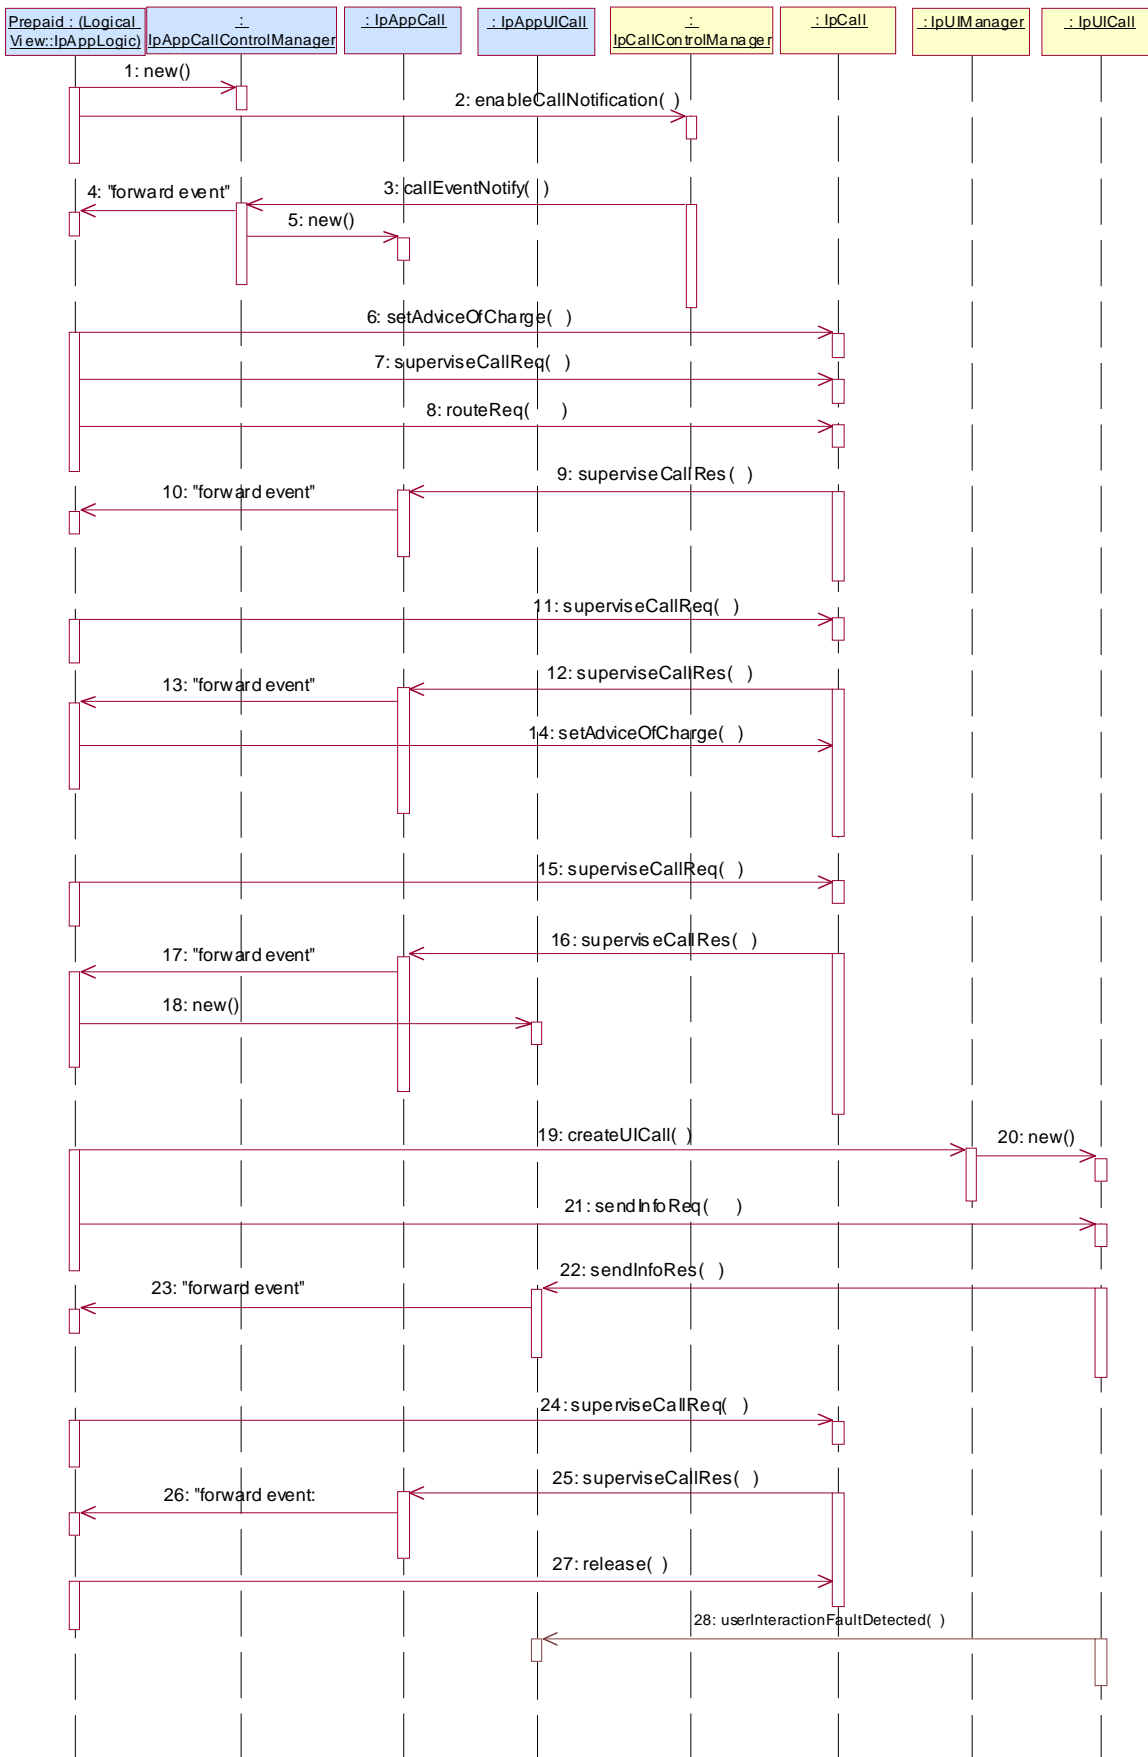 Prepaid : (Logical
View::IpAppLogic)
:
IpAppCallControlManager
: IpAppCall
: IpAppUICall
:
IpCallControlManager
: IpCall
: IpUIManager
: IpUICall
1: new()
2: enableCallNotification( )
3: callEventNotify( )
4: "forward event"
5: new()
6: setAdviceOfCharge( )
7: superviseCallReq( )
8: routeReq( )
9: superviseCallRes( )
10: "forward event"
11: superviseCallReq( )
12: superviseCallRes( )
13: "forward event"
14: setAdviceOfCharge( )
15: superviseCallReq( )
16: superviseCallRes( )
17: "forward event"
18: new()
19: createUICall( )
20: new()
21: sendInfoReq( )
22: sendInfoRes( )
23: "forward event"
24: superviseCallReq( )
25: superviseCallRes( )
26: "forward event:
27: release( )
28: userInteractionFaultDetected( )